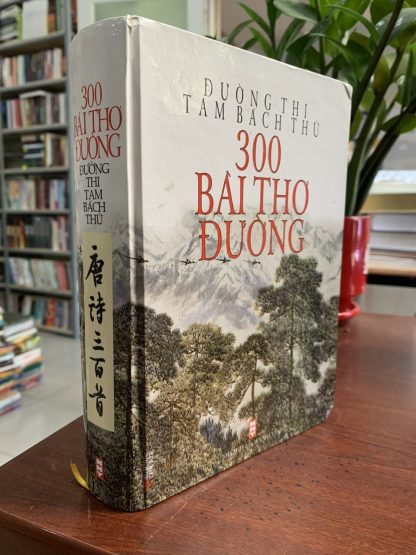 ĐƯỜNG THI
TAM BÁCH THỦ
300
BÀI THƠ
ĐƯỜNG
300
BÀI THƠ
ĐƯỜNG
ĐƯỜNG
THI
TAM
BÁCH
THỦ
唐詩三百首